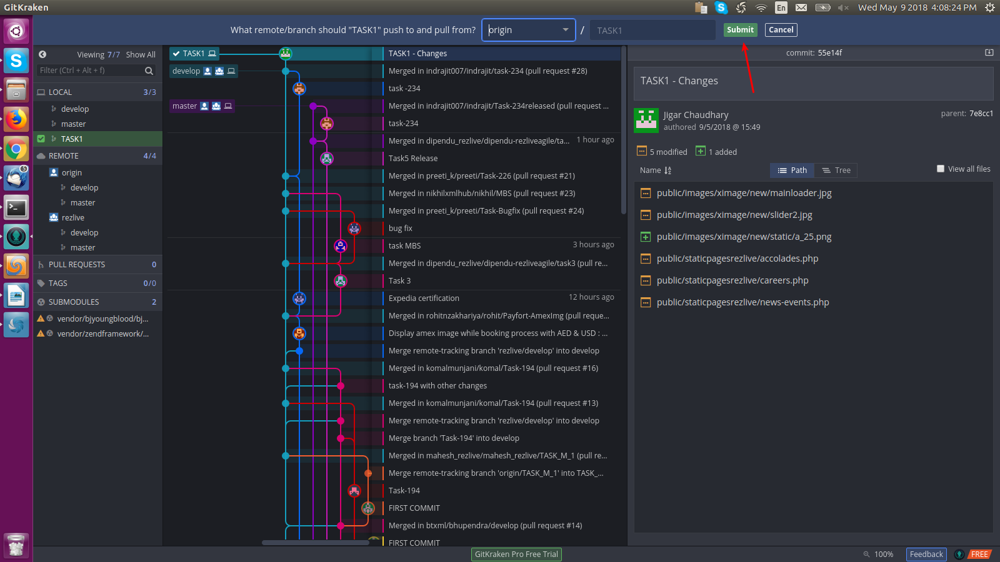 GitKraken
En
Wed May 9 2018 4:08:24 PM
What remote/branch should "TASK1" push to and pull from?
origin
/
TASK1
Submit
Cancel
Viewing 7/7 Show All
Filter (Ctrl + Alt + f)
LOCAL 3/3
develop
master
TASK1
REMOTE 4/4
origin
develop
master
rezlive
develop
master
PULL REQUESTS 0
TAGS 0/0
SUBMODULES 2
vendor/bjyoungblood/bj...
vendor/zendframework/...
TASK1
develop
master
TASK1 - Changes
Merged in indrajit007/indrajit/task-234 (pull request #28)
task -234
Merged in indrajit007/indrajit/Task-234released (pull request ...
task-234
Merged in dipendu_rezlive/dipendu-rezliveagile/ta... 1 hour ago
Task5 Release
Merged in preeti_k/preeti/Task-226 (pull request #21)
Merged in nikhilxmlhub/nikhil/MBS (pull request #23)
Merged in preeti_k/preeti/Task-Bugfix (pull request #24)
bug fix
task MBS 3 hours ago
Merged in dipendu_rezlive/dipendu-rezliveagile/task3 (pull re...
Task 3
Expedia certification 12 hours ago
Merged in rohitnzakhariya/rohit/Payfort-AmexImg (pull reque...
Display amex image while booking process with AED & USD : ...
Merge remote-tracking branch 'rezlive/develop' into develop
Merged in komalmunjani/komal/Task-194 (pull request #16)
task-194 with other changes
Merged in komalmunjani/komal/Task-194 (pull request #13)
Merge remote-tracking branch 'rezlive/develop' into develop
Merge branch 'Task-194' into develop
Merged in mahesh_rezlive/mahesh_rezlive/TASK_M_1 (pull re...
Merge remote-tracking branch 'origin/TASK_M_1' into TASK_...
Task-194
FIRST COMMIT
Merged in btxml/bhupendra/develop (pull request #14)
FIRST COMMIT
commit: 55e14f
TASK1 - Changes
Jigar Chaudhary
authored 9/5/2018 @ 15:49
parent: 7e8cc1
5 modified 1 added
Name
Path
Tree
View all files
public/images/ximage/new/mainloader.jpg
public/images/ximage/new/slider2.jpg
public/images/ximage/new/static/a_25.png
public/staticpagesrezlive/accolades.php
public/staticpagesrezlive/careers.php
public/staticpagesrezlive/news-events.php
GitKraken Pro Free Trial
100%
Feedback
FREE
5